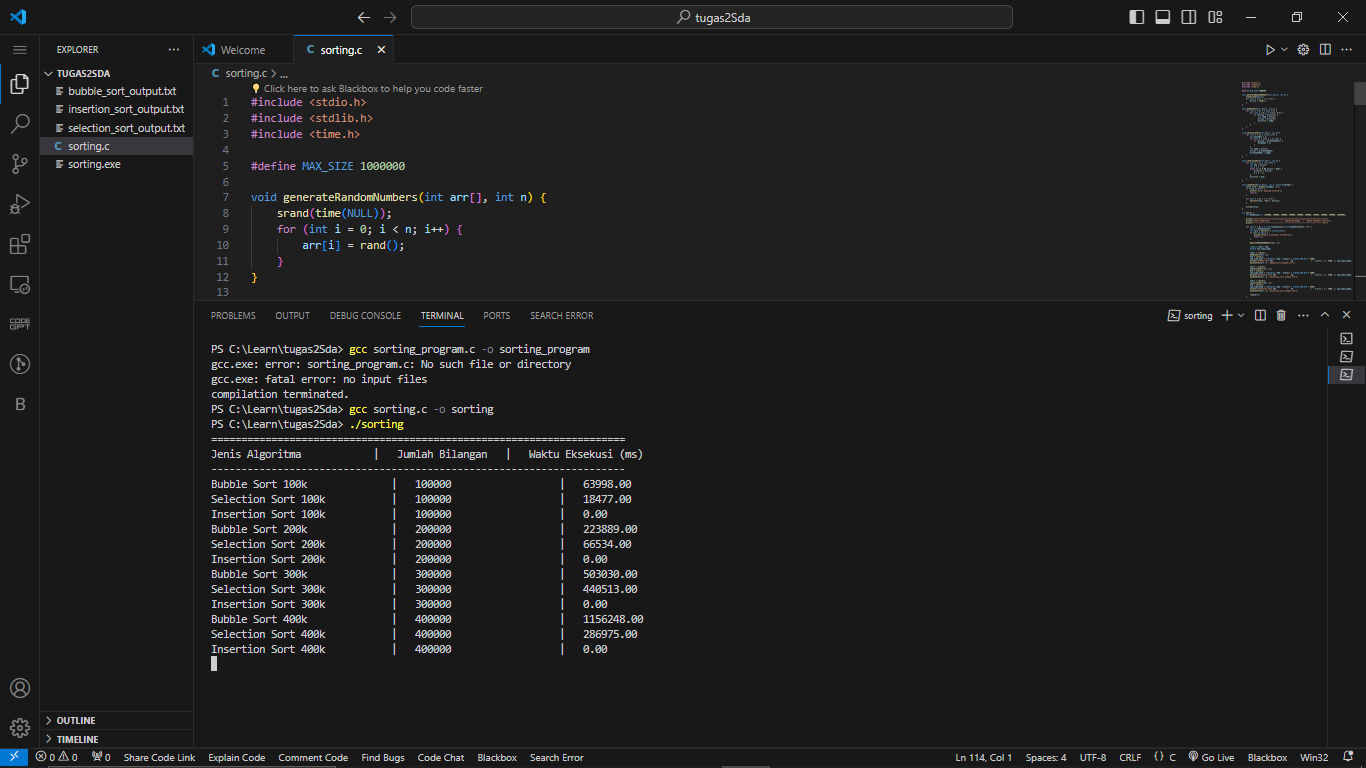 tugas2Sda
EXPLORER
TUGAS2SDA
bubble_sort_output.txt
insertion_sort_output.txt
selection_sort_output.txt
sorting.c
sorting.exe
OUTLINE
TIMELINE
Welcome
sorting.c
sorting.c > ...
Click here to ask Blackbox to help you code faster
1 #include <stdio.h>
2 #include <stdlib.h>
3 #include <time.h>
4
5 #define MAX_SIZE 1000000
6
7 void generateRandomNumbers(int arr[], int n) {
8 srand(time(NULL));
9 for (int i = 0; i < n; i++) {
10 arr[i] = rand();
11 }
12 }
13
PROBLEMS OUTPUT DEBUG CONSOLE TERMINAL PORTS SEARCH ERROR
sorting
PS C:\Learn\tugas2Sda> gcc sorting_program.c -o sorting_program
gcc.exe: error: sorting_program.c: No such file or directory
gcc.exe: fatal error: no input files
compilation terminated.
PS C:\Learn\tugas2Sda> gcc sorting.c -o sorting
PS C:\Learn\tugas2Sda> ./sorting
=====================================================================
Jenis Algoritma | Jumlah Bilangan | Waktu Eksekusi (ms)
---------------------------------------------------------------------
Bubble Sort 100k | 100000 | 63998.00
Selection Sort 100k | 100000 | 18477.00
Insertion Sort 100k | 100000 | 0.00
Bubble Sort 200k | 200000 | 223889.00
Selection Sort 200k | 200000 | 66534.00
Insertion Sort 200k | 200000 | 0.00
Bubble Sort 300k | 300000 | 503030.00
Selection Sort 300k | 300000 | 440513.00
Insertion Sort 300k | 300000 | 0.00
Bubble Sort 400k | 400000 | 1156248.00
Selection Sort 400k | 400000 | 286975.00
Insertion Sort 400k | 400000 | 0.00
CODE GPT
B
0 0 0 Share Code Link Explain Code Comment Code Find Bugs Code Chat Blackbox Search Error Ln 114, Col 1 Spaces: 4 UTF-8 CRLF {} C Go Live Blackbox Win32